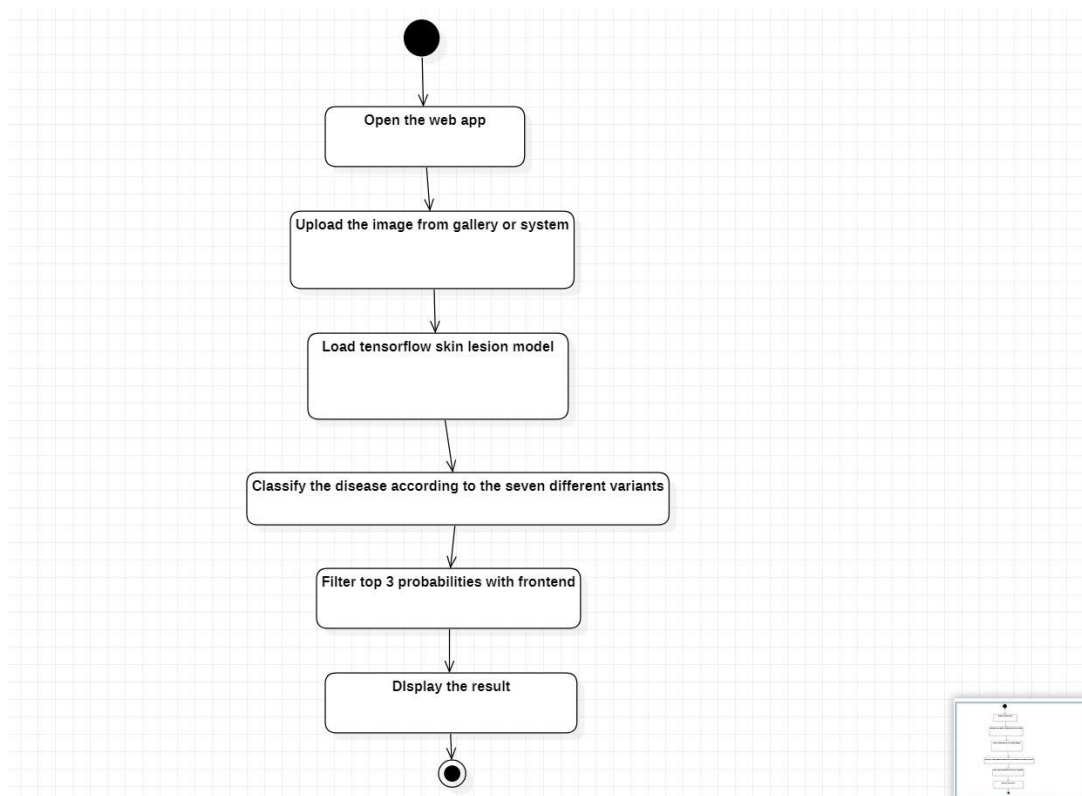 Open the web app
Upload the image from gallery or system
Load tensorflow skin lesion model
Classify the disease according to the seven different variants
Filter top 3 probabilities with frontend
DIsplay the result